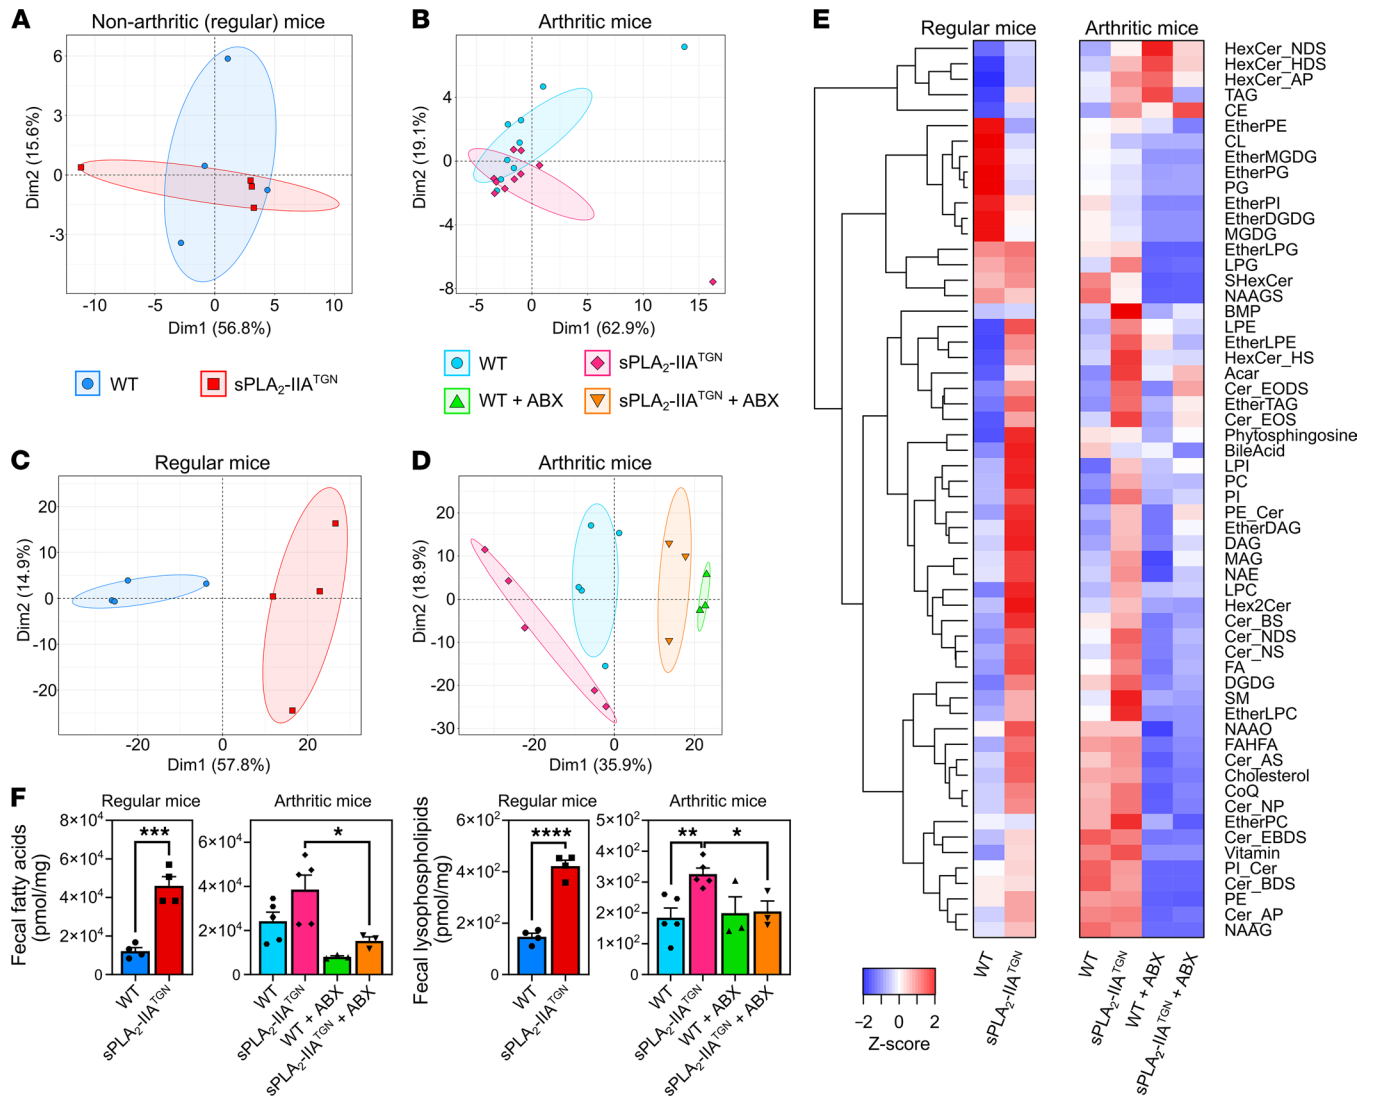 A
Non-arthritic (regular) mice
Dim2 (15.6%)
6
3
0
-3
-10
-5
0
5
10
Dim1 (56.8%)
WT
sPLA₂-IIAᵀᴳᴺ
B
Arthritic mice
Dim2 (19.1%)
4
0
-4
-8
-5
0
5
10
15
Dim1 (62.9%)
WT
sPLA₂-IIAᵀᴳᴺ
WT + ABX
sPLA₂-IIAᵀᴳᴺ + ABX
C
Regular mice
Dim2 (14.9%)
20
10
0
-10
-20
-20
0
20
Dim1 (57.8%)
D
Arthritic mice
Dim2 (18.9%)
20
10
0
-10
-20
-30
-20
0
20
Dim1 (35.9%)
E
Regular mice
Arthritic mice
HexCer_NDS
HexCer_HDS
HexCer_AP
TAG
CE
EtherPE
CL
EtherMGDG
EtherPG
PG
EtherPI
EtherDGDG
MGDG
EtherLPG
LPG
SHexCer
NAAGS
BMP
LPE
EtherLPE
HexCer_HS
Acar
Cer_EODS
EtherTAG
Cer_EOS
Phytosphingosine
BileAcid
LPI
PC
PI
PE_Cer
EtherDAG
DAG
MAG
NAE
LPC
Hex2Cer
Cer_BS
Cer_NDS
Cer_NS
FA
DGDG
SM
EtherLPC
NAAO
FAHFA
Cer_AS
Cholesterol
CoQ
Cer_NP
EtherPC
Cer_EBDS
Vitamin
PI_Cer
Cer_BDS
PE
Cer_AP
NAAG
WT
sPLA₂-IIAᵀᴳᴺ
WT
sPLA₂-IIAᵀᴳᴺ
WT + ABX
sPLA₂-IIAᵀᴳᴺ + ABX
−2
0
2
Z-score
F
Regular mice
Fecal fatty acids
(pmol/mg)
8×10⁴
6×10⁴
4×10⁴
2×10⁴
0
***
WT
sPLA₂-IIAᵀᴳᴺ
Arthritic mice
6×10⁴
4×10⁴
2×10⁴
0
*
WT
sPLA₂-IIAᵀᴳᴺ
WT + ABX
sPLA₂-IIAᵀᴳᴺ + ABX
Regular mice
Fecal lysophospholipids
(pmol/mg)
6×10²
4×10²
2×10²
0
****
WT
sPLA₂-IIAᵀᴳᴺ
Arthritic mice
5×10²
4×10²
3×10²
2×10²
1×10²
0
**
*
WT
sPLA₂-IIAᵀᴳᴺ
WT + ABX
sPLA₂-IIAᵀᴳᴺ + ABX